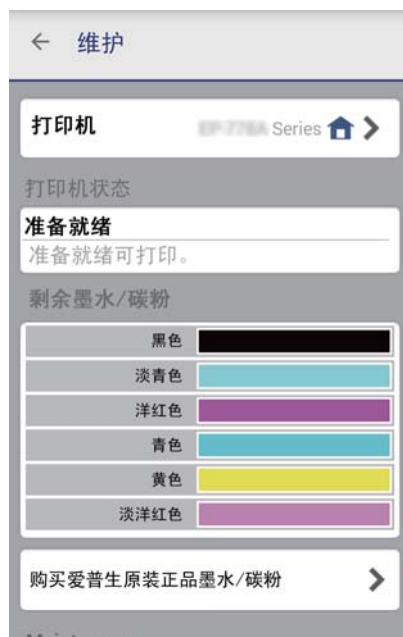 维护
打印机 Series
打印机状态
准备就绪
准备就绪可打印。
剩余墨水/碳粉
黑色
淡青色
洋红色
青色
黄色
淡洋红色
购买爱普生原装正品墨水/碳粉